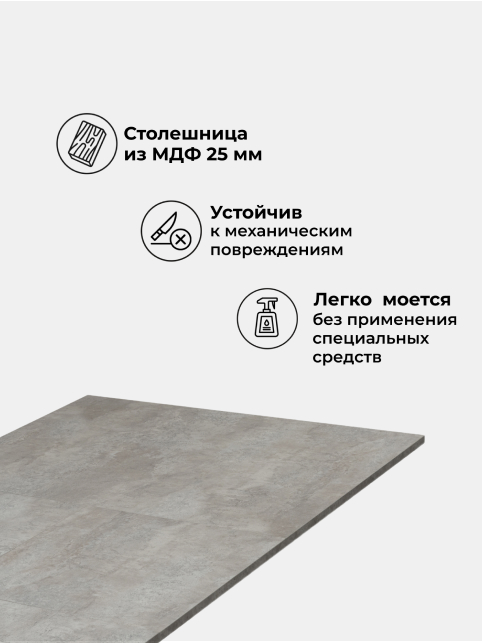 Столешница
из МДФ 25 мм
Устойчив
к механическим
повреждениям
Легко моется
без применения
специальных
средств